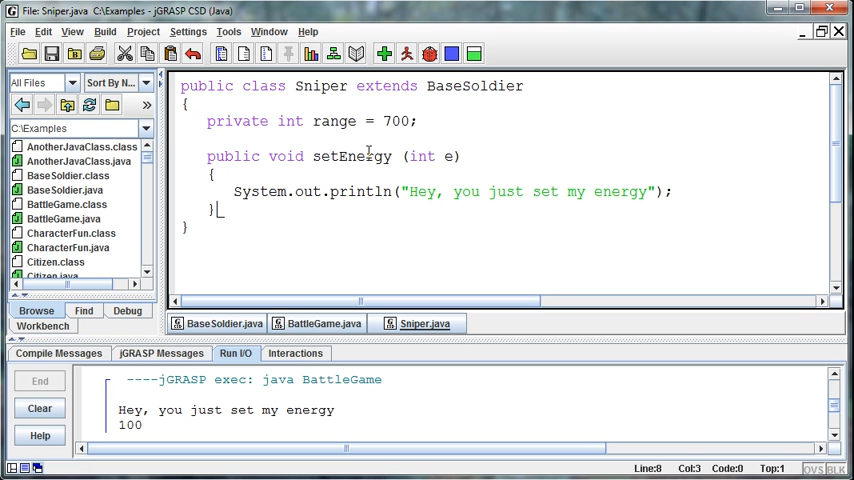 File: Sniper.java  C:\Examples - jGRASP CSD (Java)
File Edit View Build Project Settings Tools Window Help
All Files Sort By N...
C:\Examples
AnotherJavaClass.class
AnotherJavaClass.java
BaseSoldier.class
BaseSoldier.java
BattleGame.class
BattleGame.java
CharacterFun.class
CharacterFun.java
Citizen.class
Citizen.java
Browse Find Debug
Workbench
public class Sniper extends BaseSoldier
{
private int range = 700;
public void setEnergy (int e)
{
System.out.println("Hey, you just set my energy");
}
}
BaseSoldier.java BattleGame.java Sniper.java
Compile Messages jGRASP Messages Run I/O Interactions
End
Clear
Help
----jGRASP exec: java BattleGame
Hey, you just set my energy
100
Line:8 Col:3 Code:0 Top:1 OVS BLK